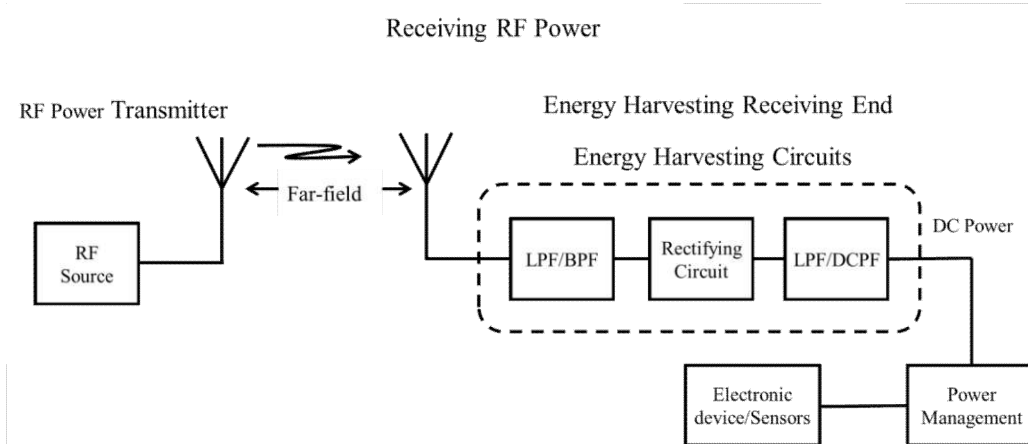 Receiving RF Power
RF Power Transmitter
Energy Harvesting Receiving End
Energy Harvesting Circuits
Far-field
DC Power
RF
Source
LPF/BPF
Rectifying
Circuit
LPF/DCPF
Electronic
device/Sensors
Power
Management